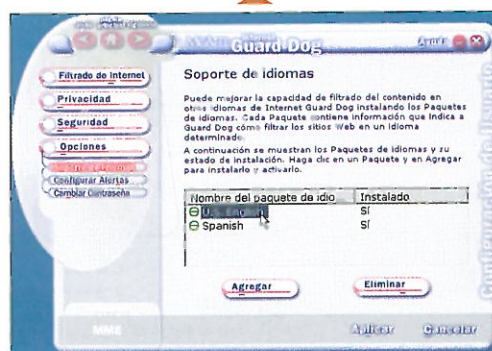 Guard Dog
Ayuda
Filtrado de Internet
Privacidad
Seguridad
Opciones
Configurar Alertas
Cambiar Contraseña
Soporte de idiomas
Puede mejorar la capacidad de filtrado del contenido en
otros idiomas de Internet Guard Dog instalando los Paquetes
de idiomas. Cada Paquete contiene información que indica a
Guard Dog cómo filtrar los sitios Web en un idioma
determinado.
A continuación se muestran los Paquetes de idiomas y su
estado de instalación. Haga clic en un Paquete y en Agregar
para instalarlo y activarlo.
Nombre del paquete de idio Instalado
U.S. English Sí
Spanish Sí
Agregar Eliminar
MME
Aplicar Cancelar
Configuración de Usuario